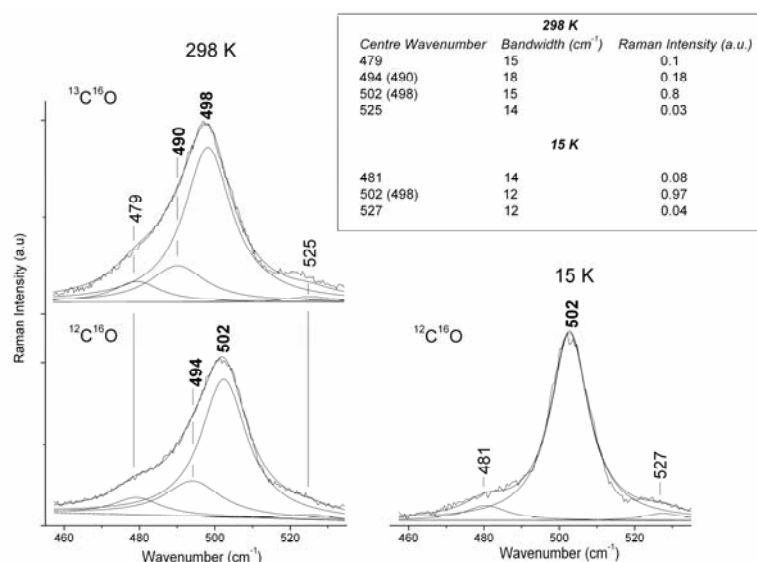 298 K
Centre Wavenumber Bandwidth (cm⁻¹) Raman Intensity (a.u.)
479 15 0.1
494 (490) 18 0.18
502 (498) 15 0.8
525 14 0.03
15 K
481 14 0.08
502 (498) 12 0.97
527 12 0.04
298 K
¹³C¹⁶O
498
490
479
525
Raman Intensity (a.u)
¹²C¹⁶O
502
494
460 480 500 520
Wavenumber (cm⁻¹)
15 K
¹²C¹⁶O
502
481
527
460 480 500 520
Wavenumber (cm⁻¹)